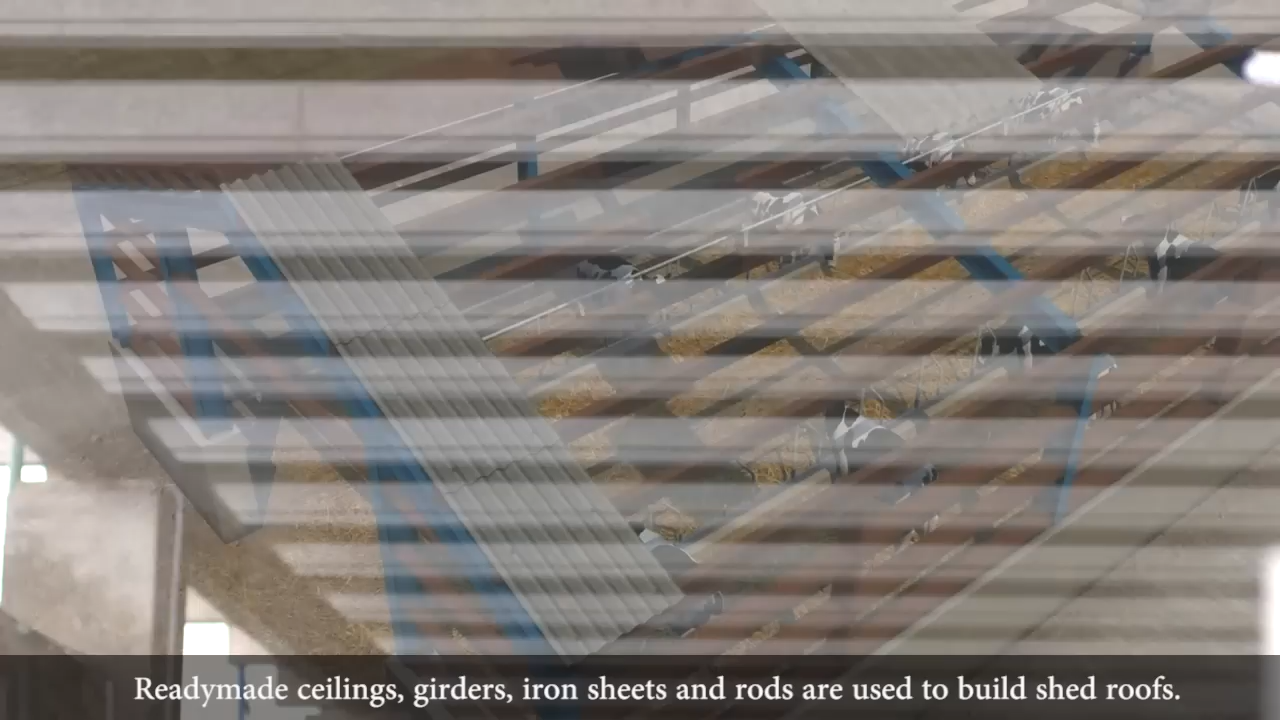 Readymade ceilings, girders, iron sheets and rods are used to build shed roofs.